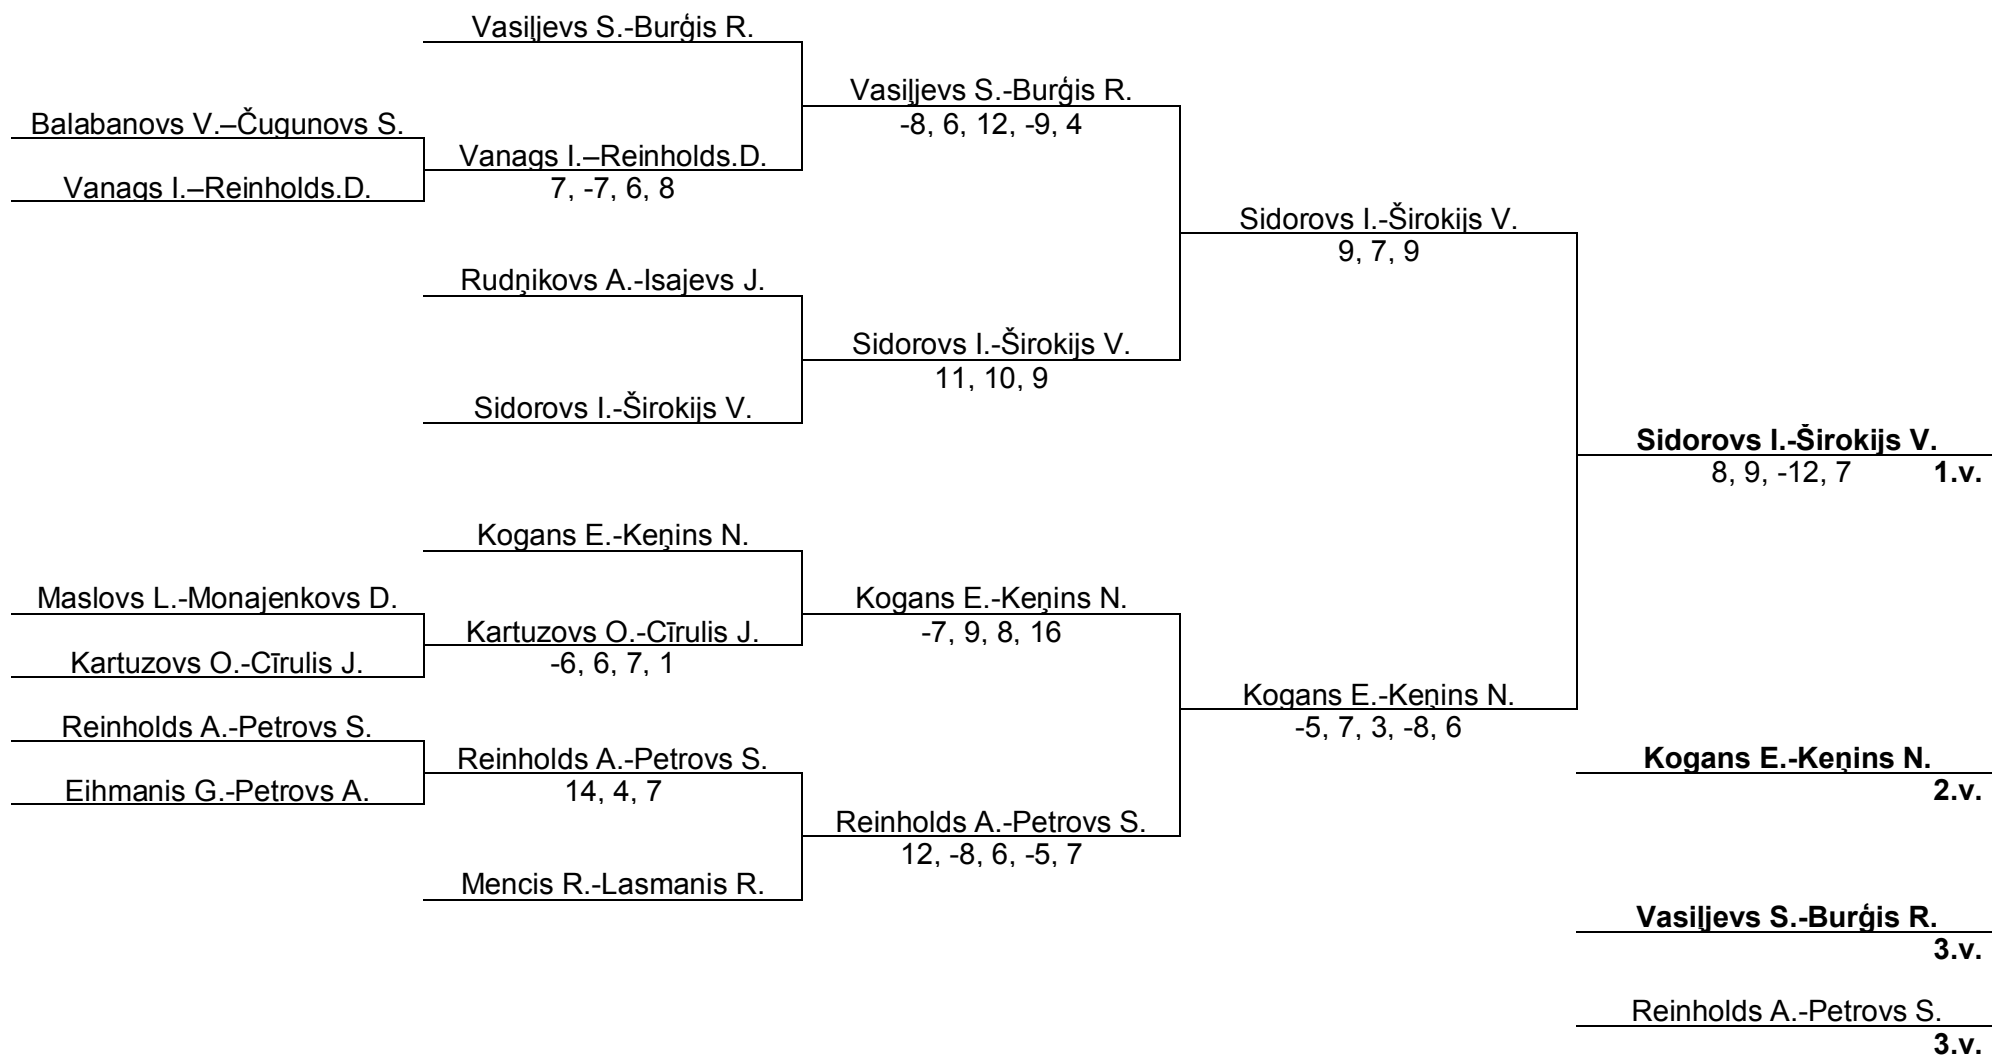 Vasiļjevs S.-Burģis R.
Vasiļjevs S.-Burģis R.
-8, 6, 12, -9, 4
Balabanovs V.–Čugunovs S.
Vanags I.–Reinholds.D.
7, -7, 6, 8
Vanags I.–Reinholds.D.
Sidorovs I.-Širokijs V.
9, 7, 9
Rudņikovs A.-Isajevs J.
Sidorovs I.-Širokijs V.
11, 10, 9
Sidorovs I.-Širokijs V.
Sidorovs I.-Širokijs V.
8, 9, -12, 7 1.v.
Kogans E.-Keņins N.
Maslovs L.-Monajenkovs D.
Kogans E.-Keņins N.
-7, 9, 8, 16
Kartuzovs O.-Cīrulis J.
-6, 6, 7, 1
Kartuzovs O.-Cīrulis J.
Kogans E.-Keņins N.
-5, 7, 3, -8, 6
Reinholds A.-Petrovs S.
Reinholds A.-Petrovs S.
14, 4, 7
Eihmanis G.-Petrovs A.
Kogans E.-Keņins N.
2.v.
Reinholds A.-Petrovs S.
12, -8, 6, -5, 7
Mencis R.-Lasmanis R.
Vasiļjevs S.-Burģis R.
3.v.
Reinholds A.-Petrovs S.
3.v.